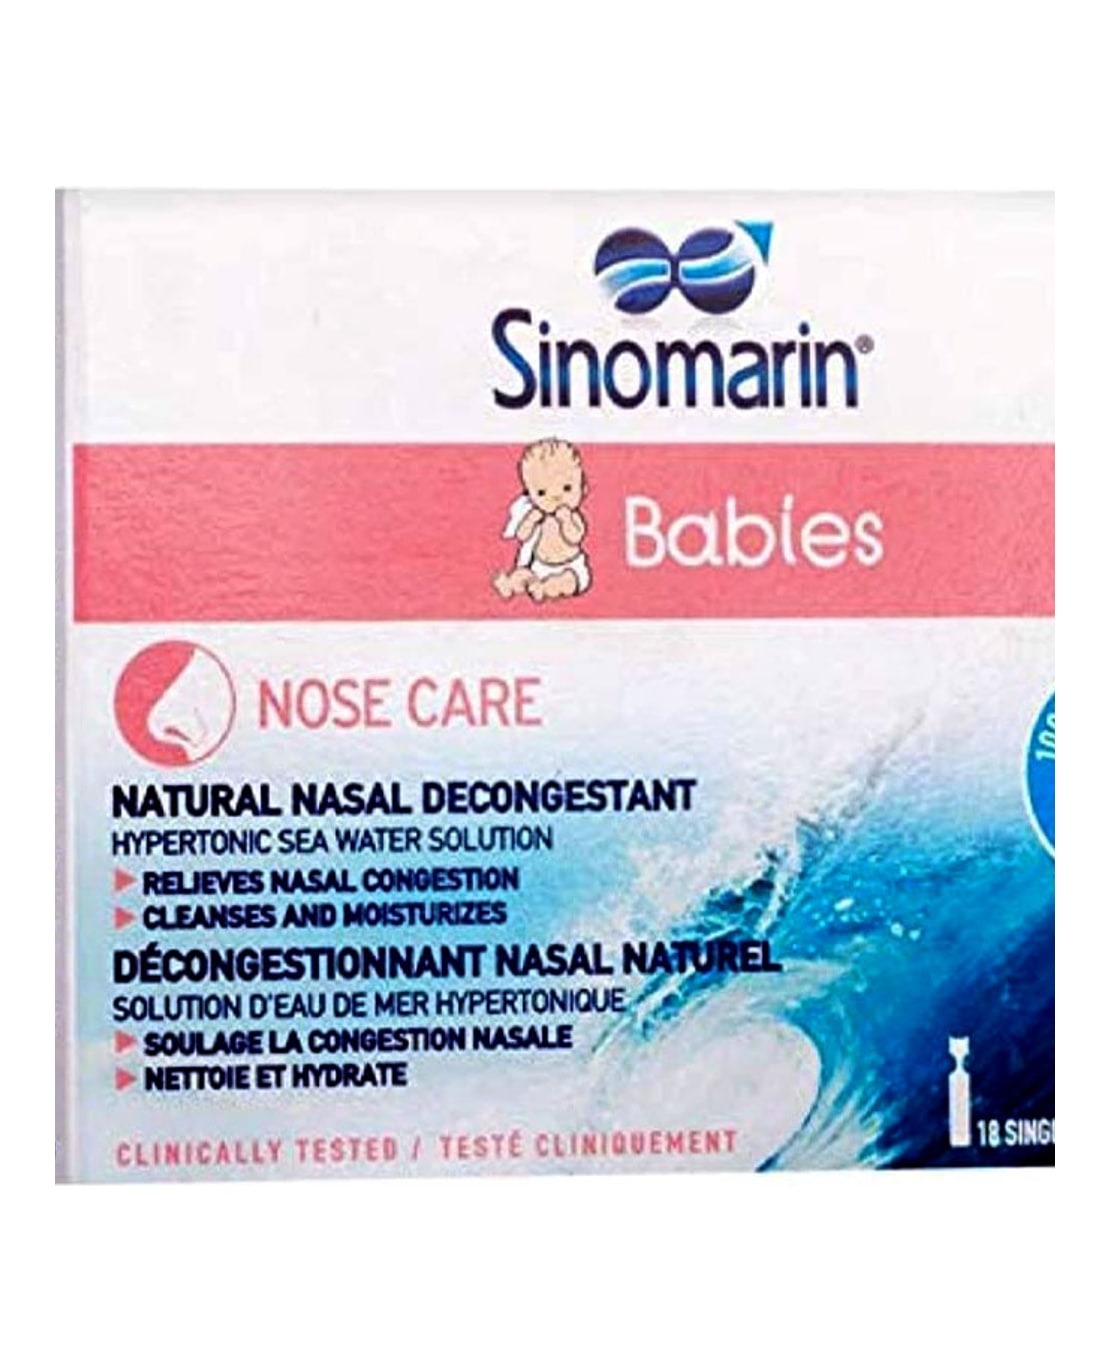 Sinomarin®
Babies
NOSE CARE
NATURAL NASAL DECONGESTANT
HYPERTONIC SEA WATER SOLUTION
RELIEVES NASAL CONGESTION
CLEANSES AND MOISTURIZES
DÉCONGESTIONNANT NASAL NATUREL
SOLUTION D'EAU DE MER HYPERTONIQUE
SOULAGE LA CONGESTION NASALE
NETTOIE ET HYDRATE
CLINICALLY TESTED / TESTÉ CLINIQUEMENT
18